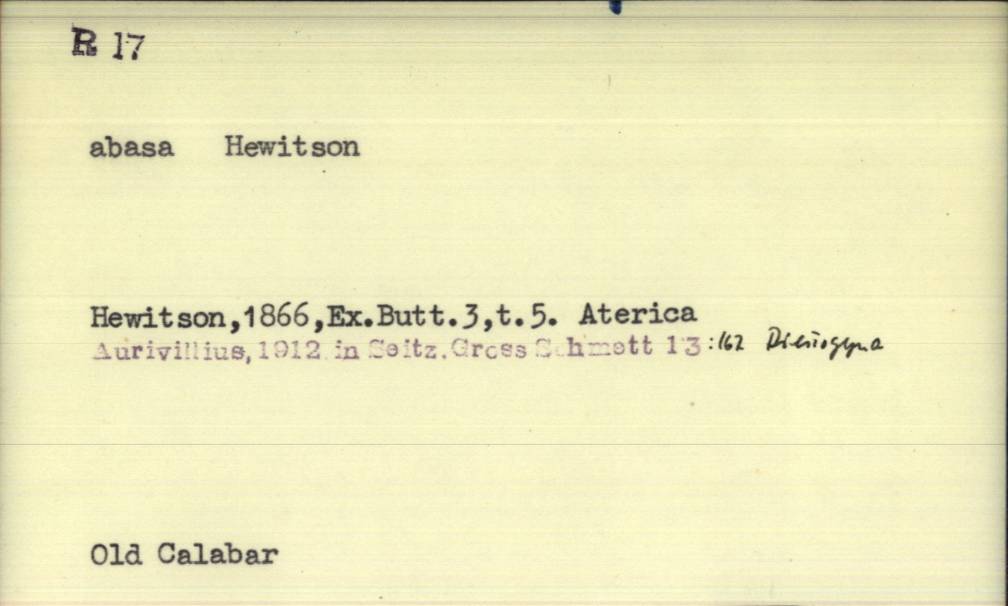 R 17
abasa Hewitson
Hewitson,1866,Ex.Butt.3,t.5. Aterica
Aurivillius,1912 in Seitz.Gross Schmett 13:162
Old Calabar